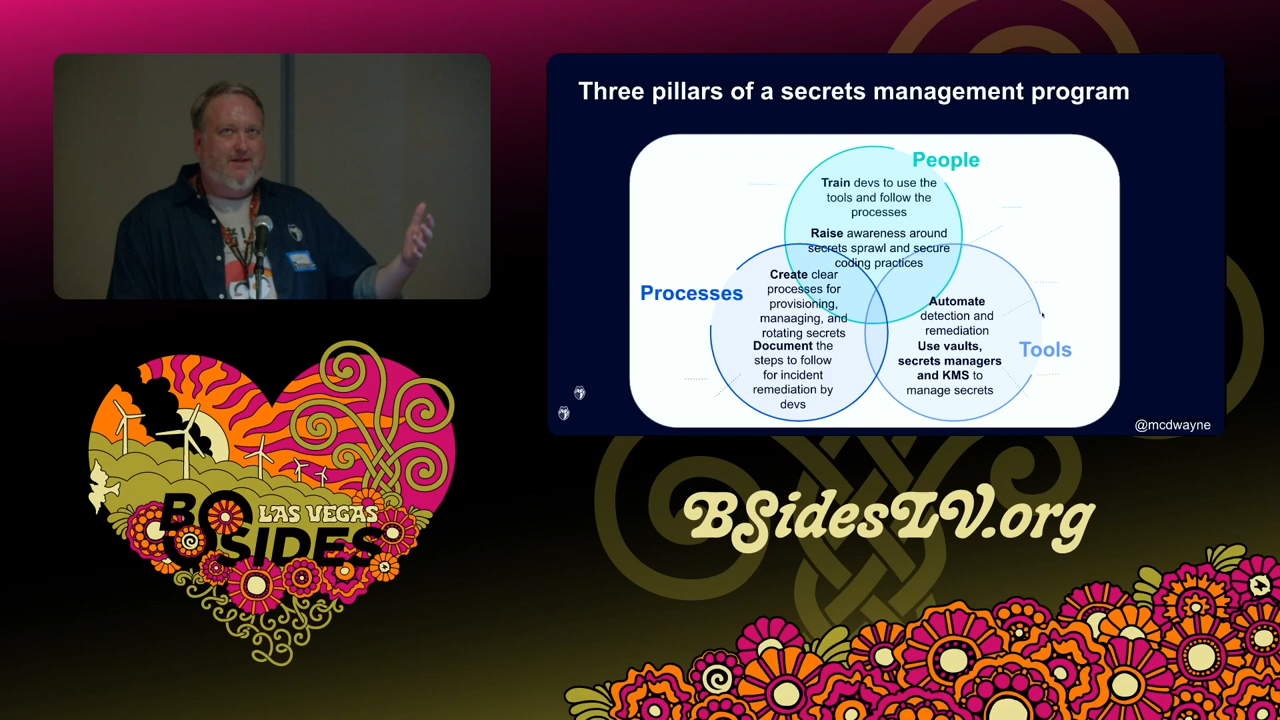 Three pillars of a secrets management program
People
Train devs to use the
tools and follow the
processes
Raise awareness around
secrets sprawl and secure
coding practices
Processes
Create clear
processes for
provisioning,
manaaging, and
rotating secrets
Document the
steps to follow
for incident
remediation by
devs
Automate
detection and
remediation
Use vaults,
secrets managers
and KMS to
manage secrets
Tools
@mcdwayne
LAS VEGAS
BSIDES
23
BSidesLV.org